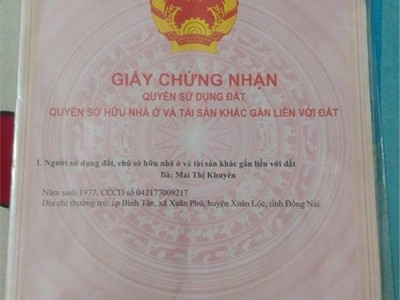 GIẤY CHỨNG NHẬN
QUYỀN SỬ DỤNG ĐẤT
QUYỀN SỞ HỮU NHÀ Ở VÀ TÀI SẢN KHÁC GẮN LIỀN VỚI ĐẤT
I. Người sử dụng đất, chủ sở hữu nhà ở và tài sản khác gắn liền với đất
Bà: Mai Thị Khuyên
Năm sinh 1977, CCCD số 042177009217
Địa chỉ thường trú: ấp Bình Tân, xã Xuân Phú, huyện Xuân Lộc, tỉnh Đồng Nai